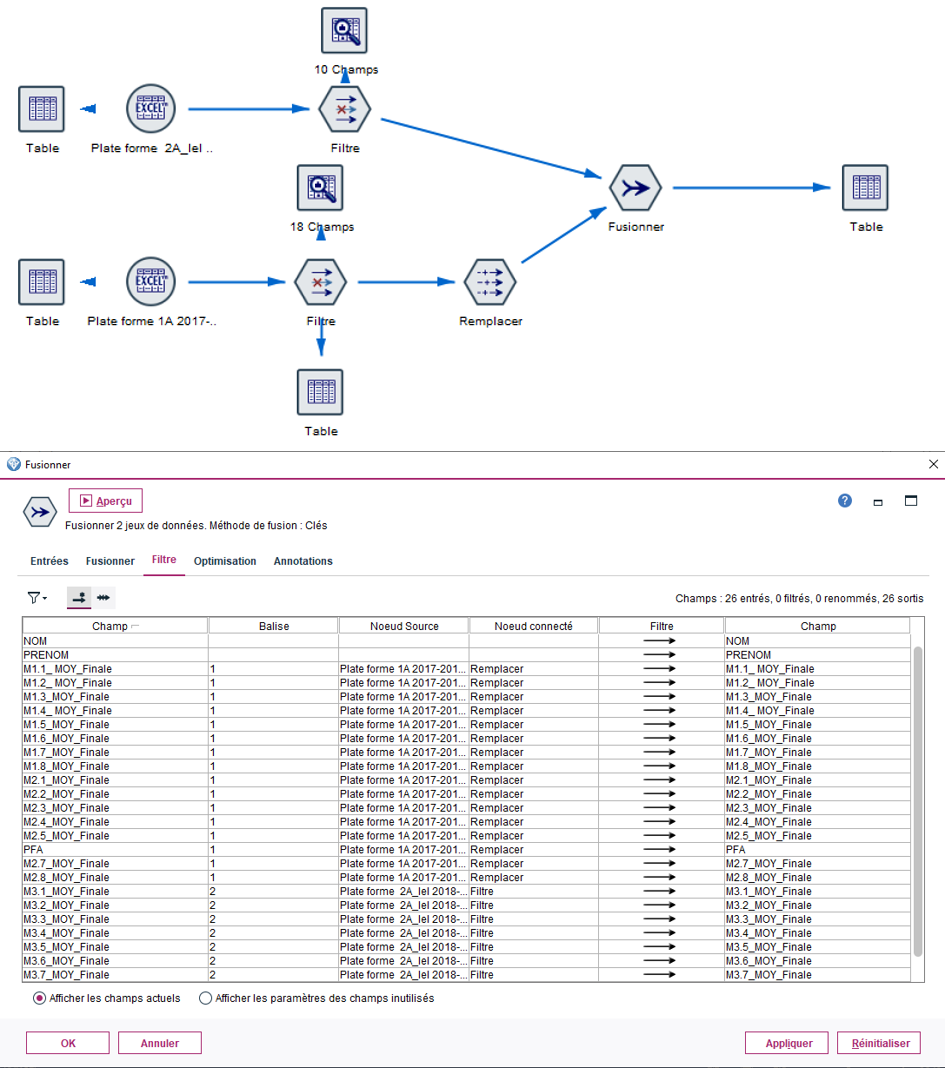 10 Champs
EXCEL™
Table
Plate forme 2A_IeI ..
Filtre
18 Champs
Fusionner
Table
EXCEL™
Table
Plate forme 1A 2017-..
Filtre
Remplacer
Table
Fusionner
Aperçu
Fusionner 2 jeux de données. Méthode de fusion : Clés
Entrées Fusionner Filtre Optimisation Annotations
Champs : 26 entrés, 0 filtrés, 0 renommés, 26 sortis
Champ Balise Noeud Source Noeud connecté Filtre Champ
NOM NOM
PRENOM PRENOM
M1.1_ MOY_Finale 1 Plate forme 1A 2017-201... Remplacer M1.1_ MOY_Finale
M1.2_ MOY_Finale 1 Plate forme 1A 2017-201... Remplacer M1.2_ MOY_Finale
M1.3_MOY_Finale 1 Plate forme 1A 2017-201... Remplacer M1.3_MOY_Finale
M1.4_ MOY_Finale 1 Plate forme 1A 2017-201... Remplacer M1.4_ MOY_Finale
M1.5_MOY_Finale 1 Plate forme 1A 2017-201... Remplacer M1.5_MOY_Finale
M1.6_MOY_Finale 1 Plate forme 1A 2017-201... Remplacer M1.6_MOY_Finale
M1.7_MOY_Finale 1 Plate forme 1A 2017-201... Remplacer M1.7_MOY_Finale
M1.8_MOY_Finale 1 Plate forme 1A 2017-201... Remplacer M1.8_MOY_Finale
M2.1_MOY_Finale 1 Plate forme 1A 2017-201... Remplacer M2.1_MOY_Finale
M2.2_MOY_Finale 1 Plate forme 1A 2017-201... Remplacer M2.2_MOY_Finale
M2.3_MOY_Finale 1 Plate forme 1A 2017-201... Remplacer M2.3_MOY_Finale
M2.4_MOY_Finale 1 Plate forme 1A 2017-201... Remplacer M2.4_MOY_Finale
M2.5_MOY_Finale 1 Plate forme 1A 2017-201... Remplacer M2.5_MOY_Finale
PFA 1 Plate forme 1A 2017-201... Remplacer PFA
M2.7_MOY_Finale 1 Plate forme 1A 2017-201... Remplacer M2.7_MOY_Finale
M2.8_MOY_Finale 1 Plate forme 1A 2017-201... Remplacer M2.8_MOY_Finale
M3.1_MOY_Finale 2 Plate forme 2A_IeI 2018-... Filtre M3.1_MOY_Finale
M3.2_MOY_Finale 2 Plate forme 2A_IeI 2018-... Filtre M3.2_MOY_Finale
M3.3_MOY_Finale 2 Plate forme 2A_IeI 2018-... Filtre M3.3_MOY_Finale
M3.4_MOY_Finale 2 Plate forme 2A_IeI 2018-... Filtre M3.4_MOY_Finale
M3.5_MOY_Finale 2 Plate forme 2A_IeI 2018-... Filtre M3.5_MOY_Finale
M3.6_MOY_Finale 2 Plate forme 2A_IeI 2018-... Filtre M3.6_MOY_Finale
M3.7_MOY_Finale 2 Plate forme 2A_IeI 2018-... Filtre M3.7_MOY_Finale
Afficher les champs actuels Afficher les paramètres des champs inutilisés
OK Annuler Appliquer Réinitialiser